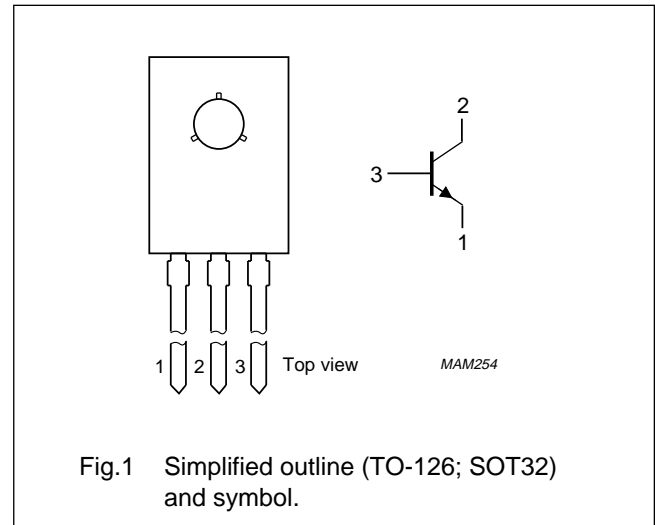 2
3
1
1 2 3 Top view MAM254
Fig.1 Simplified outline (TO-126; SOT32)
and symbol.